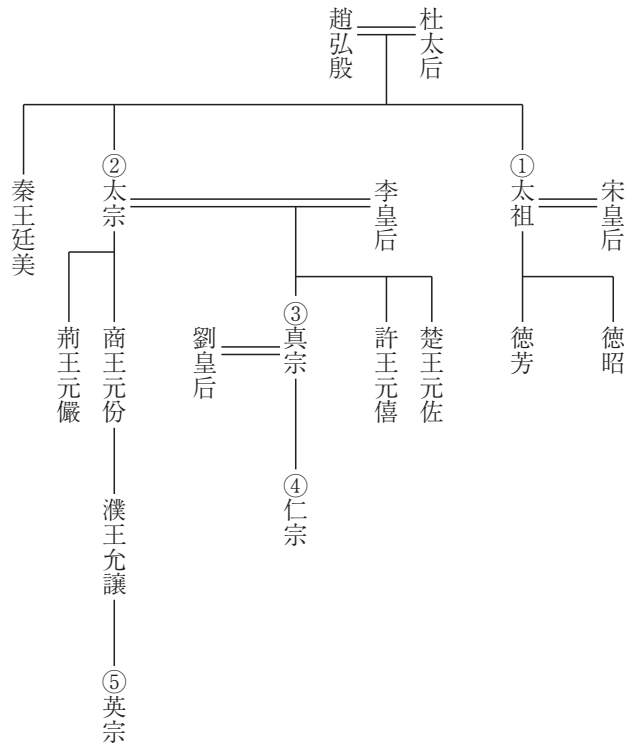 杜太后
趙弘殷
宋皇后
①太祖
李皇后
②太宗
秦王廷美
徳昭
徳芳
楚王元佐
許王元僖
③真宗
劉皇后
商王元份
荊王元儼
④仁宗
濮王允譲
⑤英宗